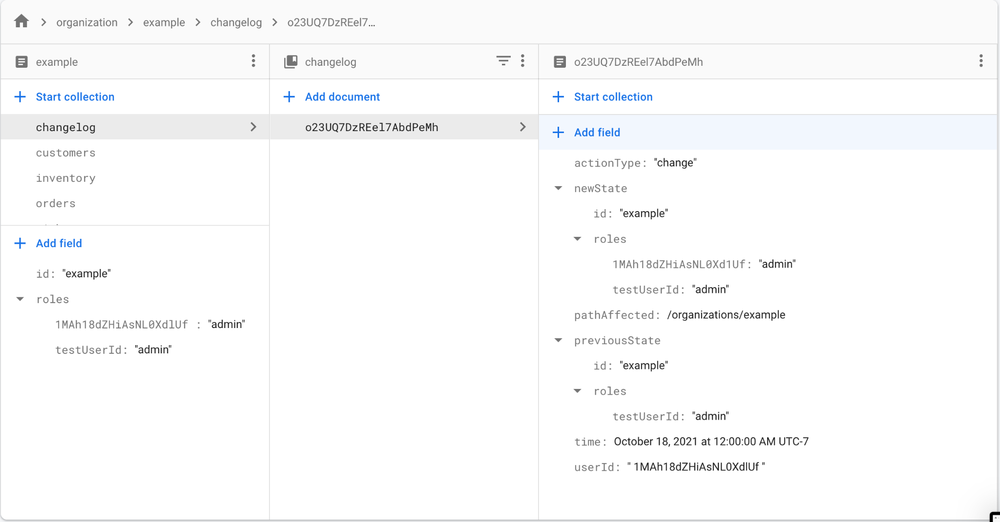 organization > example > changelog > o23UQ7DzREel7...
example
changelog
o23UQ7DzREel7AbdPeMh
Start collection
changelog
customers
inventory
orders
Add field
id: "example"
roles
1MAh18dZHiAsNL0XdlUf : "admin"
testUserId: "admin"
Add document
o23UQ7DzREel7AbdPeMh
Start collection
Add field
actionType: "change"
newState
id: "example"
roles
1MAh18dZHiAsNL0Xd1Uf: "admin"
testUserId: "admin"
pathAffected: /organizations/example
previousState
id: "example"
roles
testUserId: "admin"
time: October 18, 2021 at 12:00:00 AM UTC-7
userId: " 1MAh18dZHiAsNL0XdlUf "